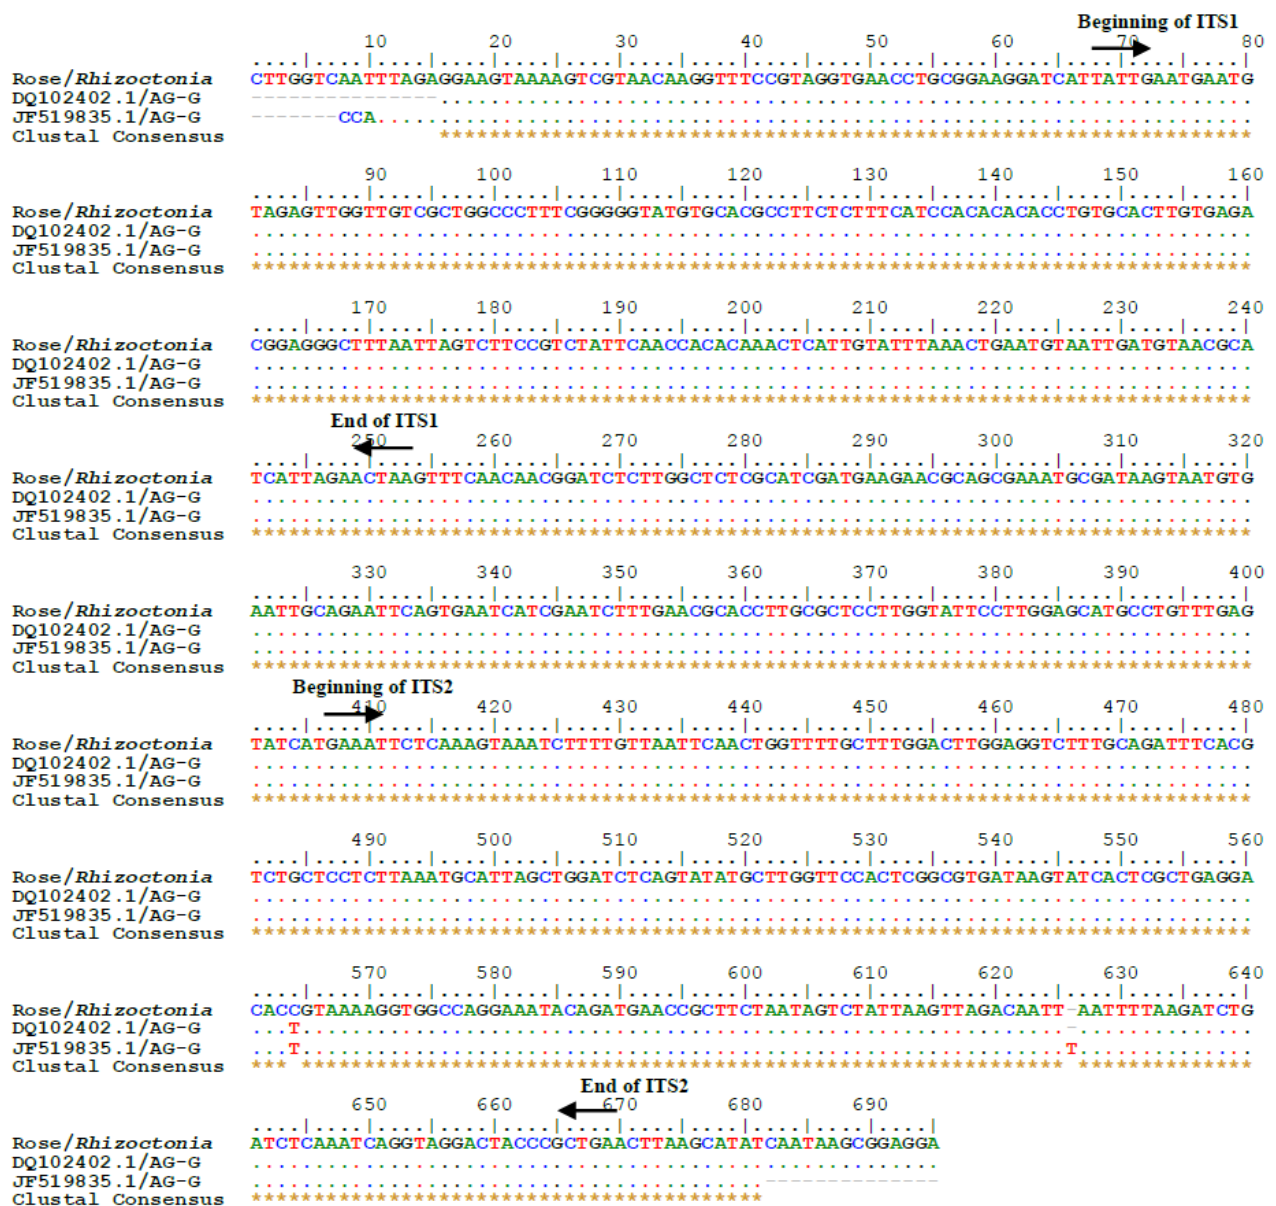 Beginning of ITS1
10 20 30 40 50 60 70 80
....|....|....|....|....|....|....|....|....|....|....|....|....|....|....|....|
Rose/Rhizoctonia CTTGGTCAATTTAGAGGAAGTAAAAGTCGTAACAAGGTTTCCGTAGGTGAACCTGCGGAAGGATCATTATTGAATGAATG
DQ102402.1/AG-G ---------------.................................................................
JF519835.1/AG-G -------CCA......................................................................
Clustal Consensus *****************************************************************
90 100 110 120 130 140 150 160
....|....|....|....|....|....|....|....|....|....|....|....|....|....|....|....|
Rose/Rhizoctonia TAGAGTTGGTTGTCGCTGGCCCTTTCGGGGGTATGTGCACGCCTTCTCTTTCATCCACACACACCTGTGCACTTGTGAGA
DQ102402.1/AG-G ................................................................................
JF519835.1/AG-G ................................................................................
Clustal Consensus ********************************************************************************
170 180 190 200 210 220 230 240
....|....|....|....|....|....|....|....|....|....|....|....|....|....|....|....|
Rose/Rhizoctonia CGGAGGGCTTTAATTAGTCTTCCGTCTATTCAACCACACAAACTCATTGTATTTAAACTGAATGTAATTGATGTAACGCA
DQ102402.1/AG-G ................................................................................
JF519835.1/AG-G ................................................................................
Clustal Consensus ********************************************************************************
End of ITS1
250 260 270 280 290 300 310 320
....|....|....|....|....|....|....|....|....|....|....|....|....|....|....|....|
Rose/Rhizoctonia TCATTAGAACTAAGTTTCAACAACGGATCTCTTGGCTCTCGCATCGATGAAGAACGCAGCGAAATGCGATAAGTAATGTG
DQ102402.1/AG-G ................................................................................
JF519835.1/AG-G ................................................................................
Clustal Consensus ********************************************************************************
330 340 350 360 370 380 390 400
....|....|....|....|....|....|....|....|....|....|....|....|....|....|....|....|
Rose/Rhizoctonia AATTGCAGAATTCAGTGAATCATCGAATCTTTGAACGCACCTTGCGCTCCTTGGTATTCCTTGGAGCATGCCTGTTTGAG
DQ102402.1/AG-G ................................................................................
JF519835.1/AG-G ................................................................................
Clustal Consensus ********************************************************************************
Beginning of ITS2
410 420 430 440 450 460 470 480
....|....|....|....|....|....|....|....|....|....|....|....|....|....|....|....|
Rose/Rhizoctonia TATCATGAAATTCTCAAAGTAAATCTTTTGTTAATTCAACTGGTTTTGCTTTGGACTTGGAGGTCTTTGCAGATTTCACG
DQ102402.1/AG-G ................................................................................
JF519835.1/AG-G ................................................................................
Clustal Consensus ********************************************************************************
490 500 510 520 530 540 550 560
....|....|....|....|....|....|....|....|....|....|....|....|....|....|....|....|
Rose/Rhizoctonia TCTGCTCCTCTTAAATGCATTAGCTGGATCTCAGTATATGCTTGGTTCCACTCGGCGTGATAAGTATCACTCGCTGAGGA
DQ102402.1/AG-G ................................................................................
JF519835.1/AG-G ................................................................................
Clustal Consensus ********************************************************************************
570 580 590 600 610 620 630 640
....|....|....|....|....|....|....|....|....|....|....|....|....|....|....|....|
Rose/Rhizoctonia CACCGTAAAAGGTGGCCAGGAAATACAGATGAACCGCTTCTAATAGTCTATTAAGTTAGACAATT-AATTTTAAGATCTG
DQ102402.1/AG-G ...T.............................................................-..............
JF519835.1/AG-G ...T.............................................................T..............
Clustal Consensus *** ************************************************************* **************
End of ITS2
650 660 670 680 690
....|....|....|....|....|....|....|....|....|....|....|
Rose/Rhizoctonia ATCTCAAATCAGGTAGGACTACCCGCTGAACTTAAGCATATCAATAAGCGGAGGA
DQ102402.1/AG-G .......................................................
JF519835.1/AG-G .........................................--------------
Clustal Consensus *****************************************